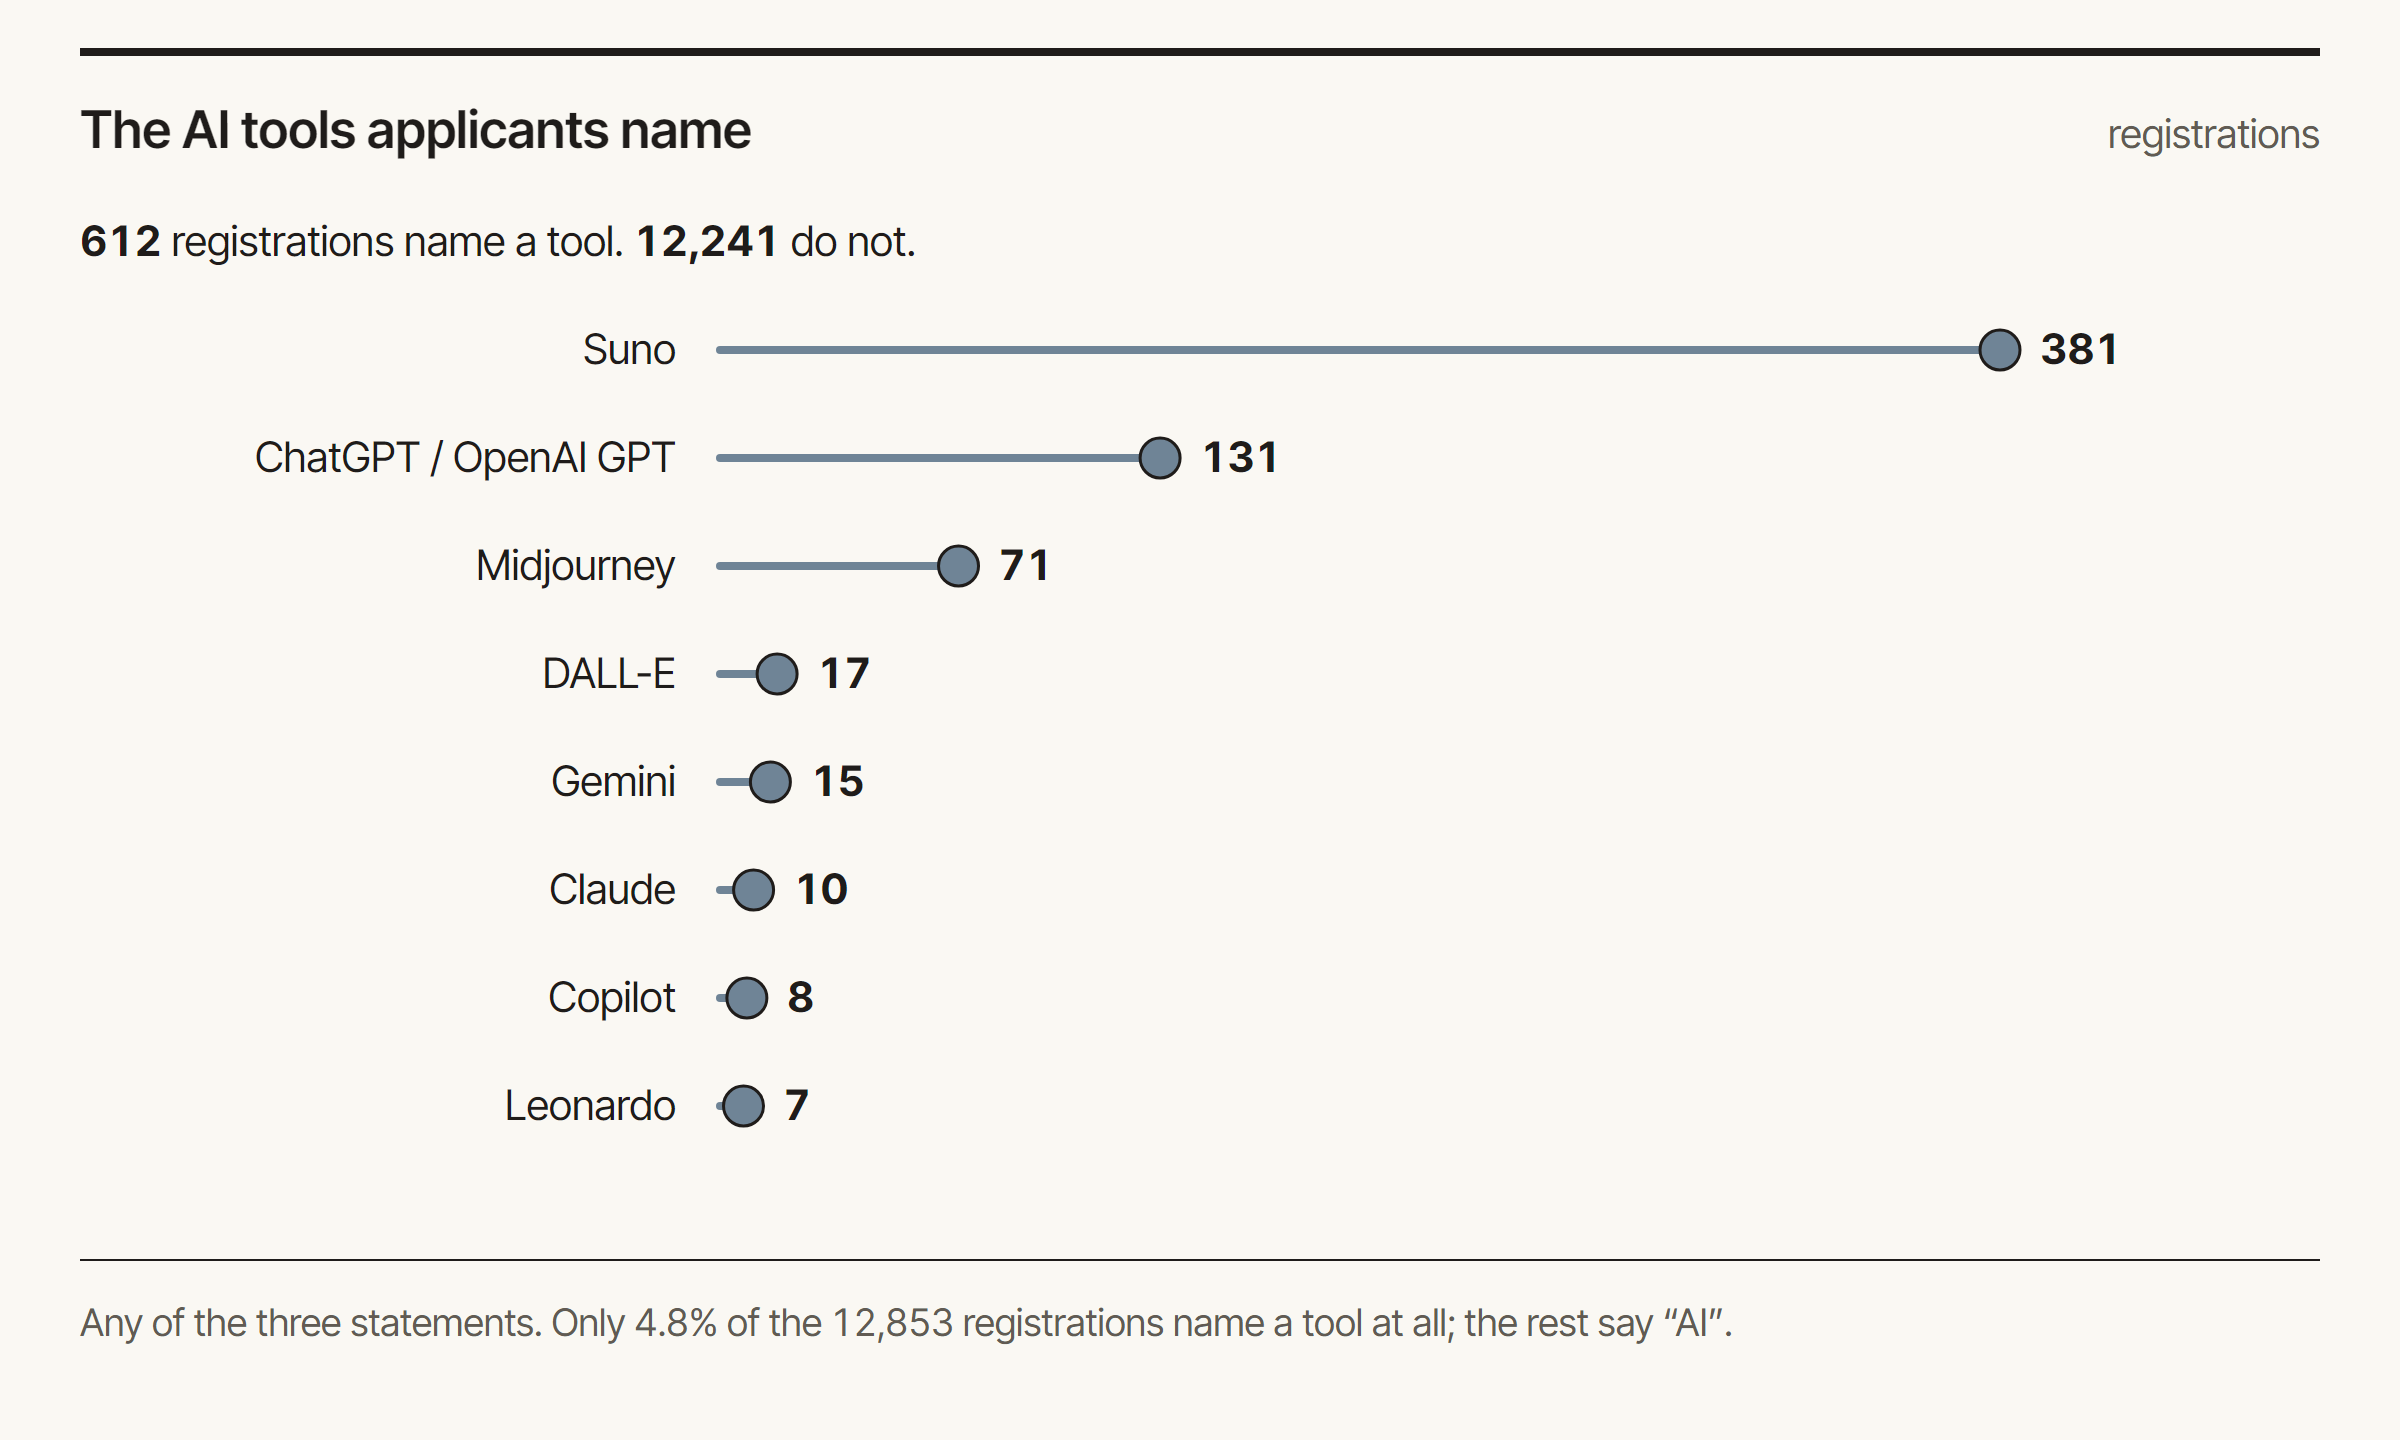 The AI tools applicants name
registrations
612 registrations name a tool. 12,241 do not.
Suno 381
ChatGPT / OpenAI GPT 131
Midjourney 71
DALL-E 17
Gemini 15
Claude 10
Copilot 8
Leonardo 7
Any of the three statements. Only 4.8% of the 12,853 registrations name a tool at all; the rest say “AI”.